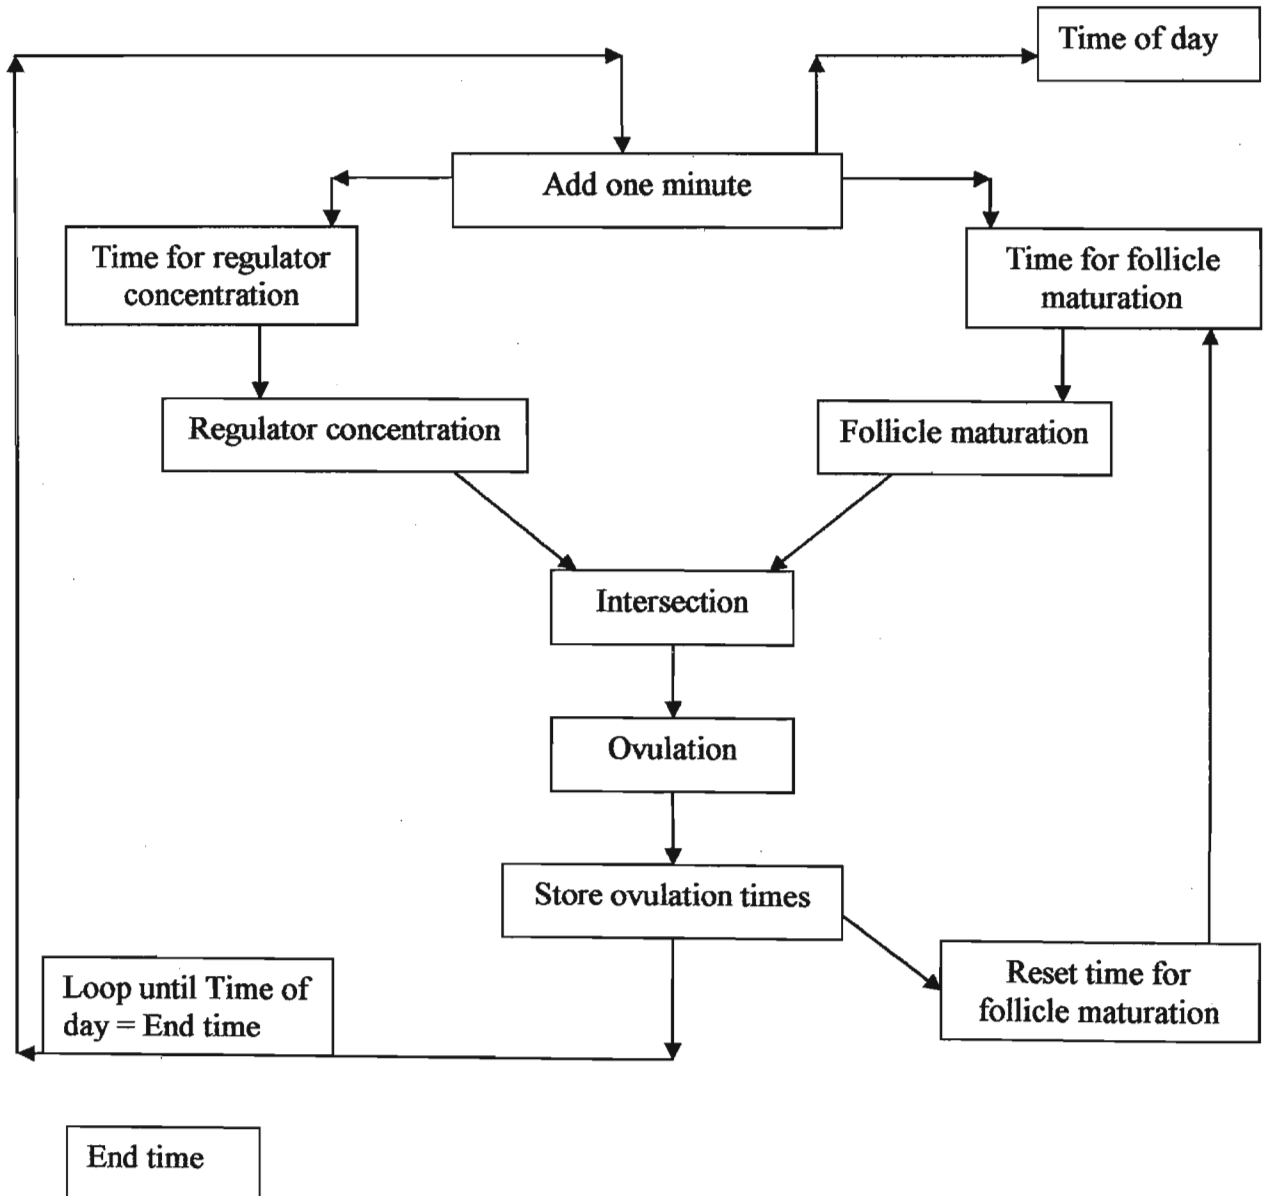 Time of day
Add one minute
Time for regulator
concentration
Time for follicle
maturation
Regulator concentration
Follicle maturation
Intersection
Ovulation
Store ovulation times
Loop until Time of
day = End time
Reset time for
follicle maturation
End time